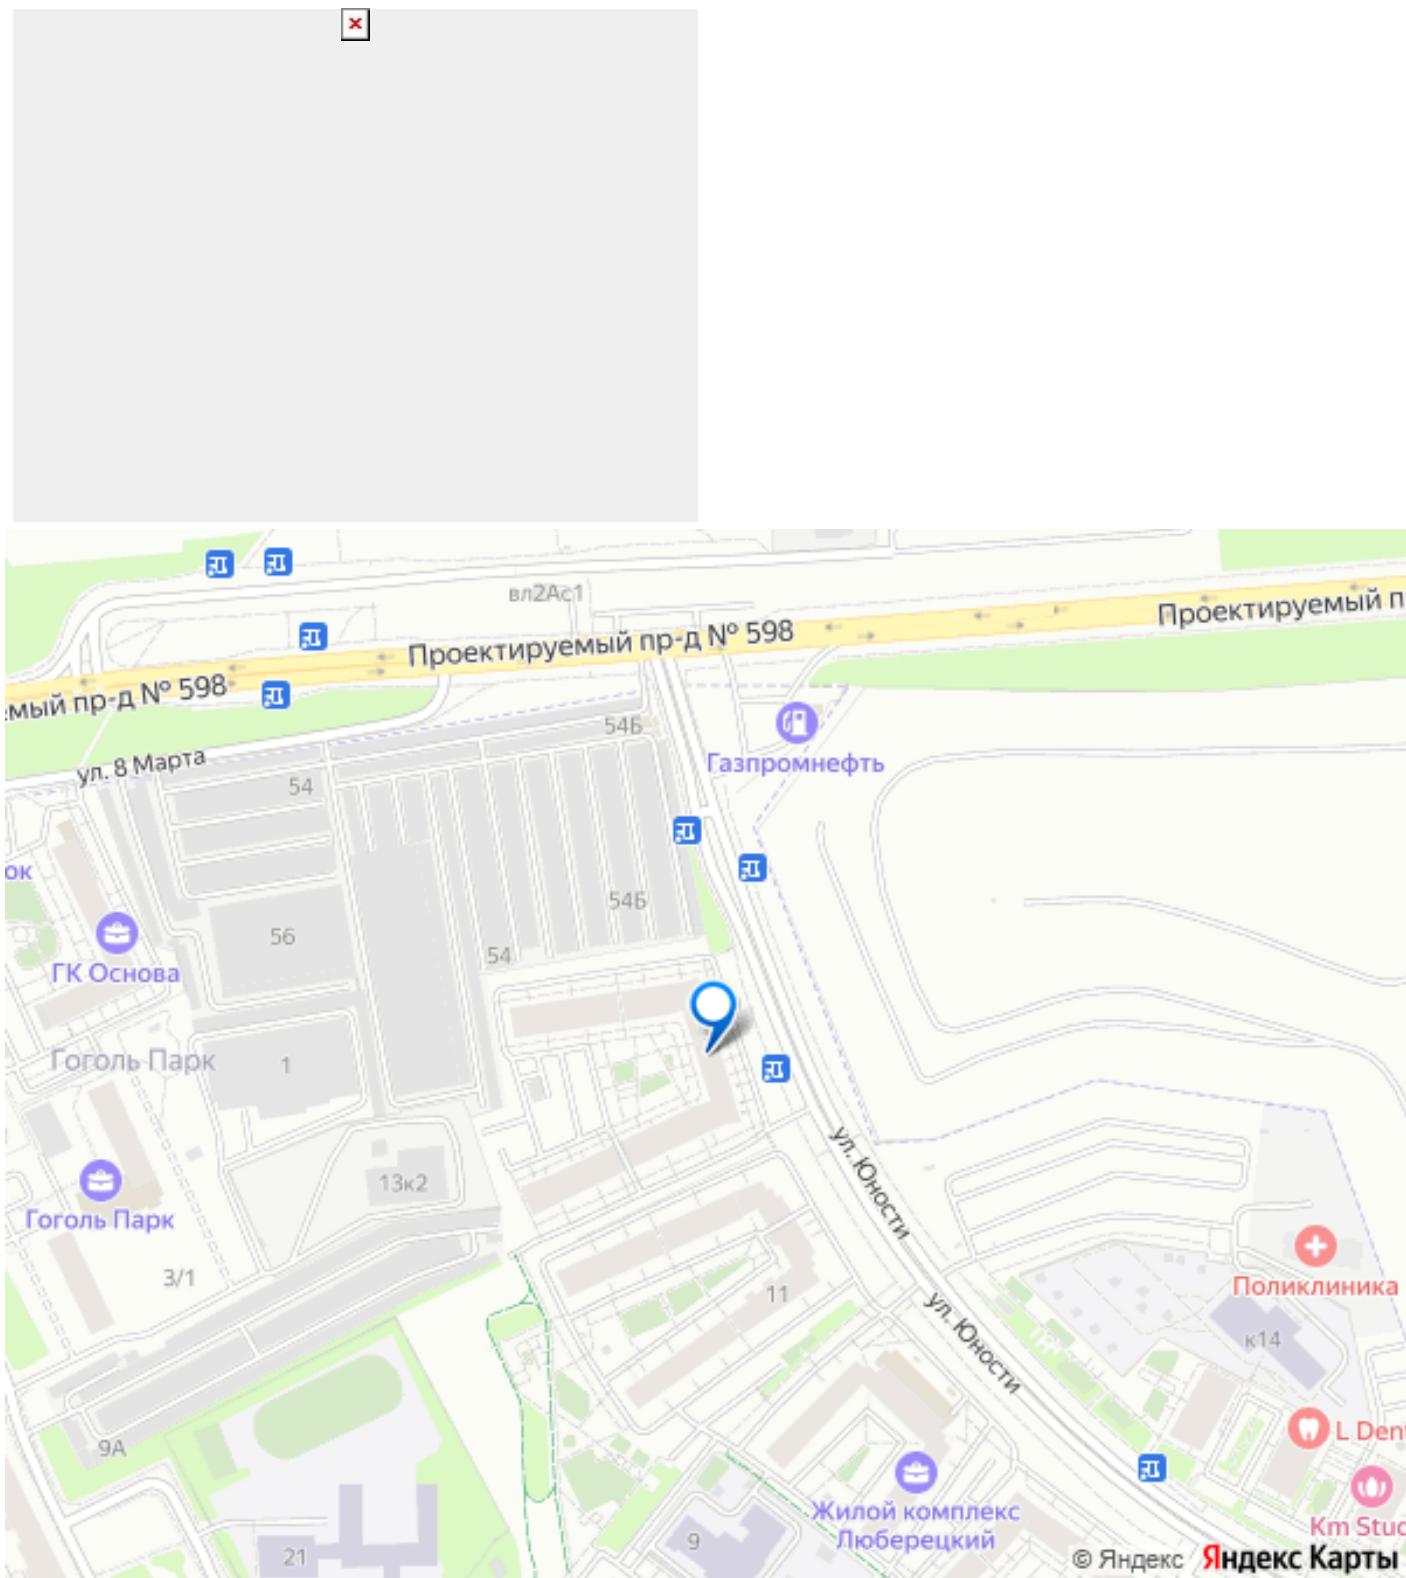 вл2Ас1
Проектируемый п
Проектируемый пр-д № 598
емый пр-д № 598
ул. 8 Марта
54Б
Газпромнефть
54
ок
54Б
56
54
ГК Основа
Гоголь Парк
1
ул. Юности
13к2
Гоголь Парк
3/1
Поликлиника
11
ул. Юности
к14
9А
L Den
Жилой комплекс
Люберецкий
Km Stud
9
21
© Яндекс Яндекс Карты